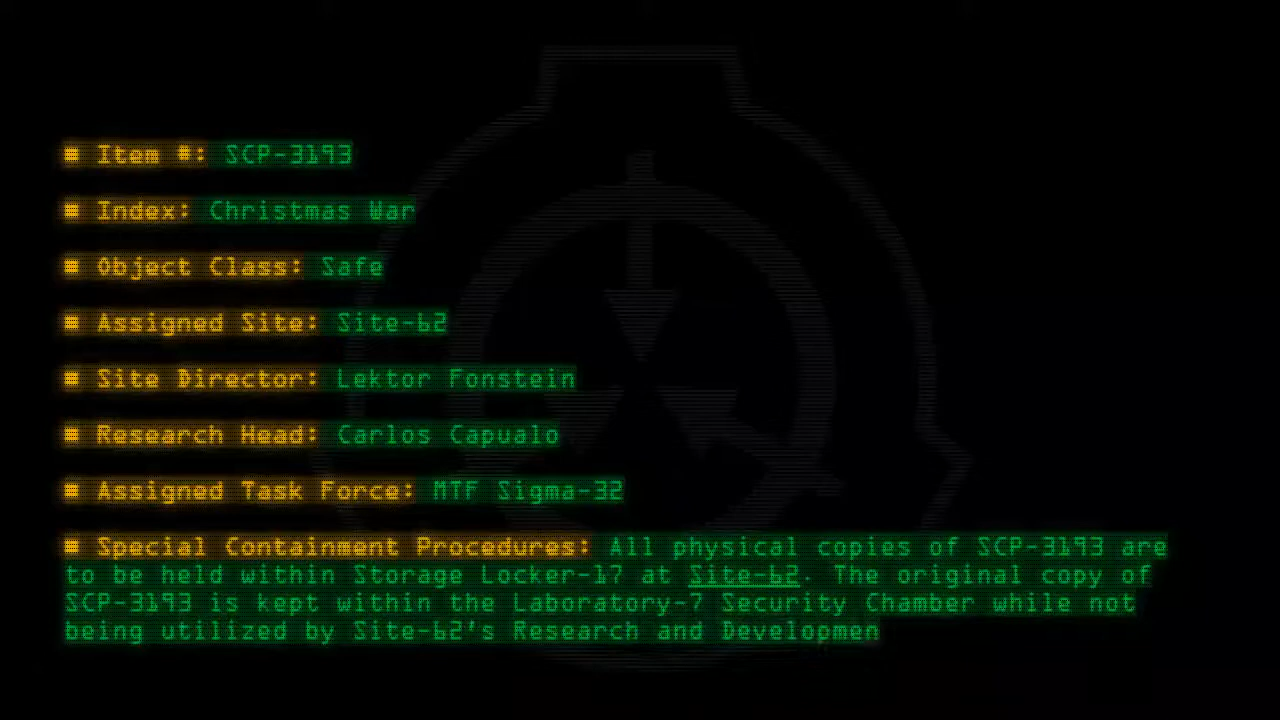 ■ Item #: SCP-3193
■ Index: Christmas War
■ Object Class: Safe
■ Assigned Site: Site-62
■ Site Director: Lektor Fonstein
■ Research Head: Carlos Capualo
■ Assigned Task Force: MTF Sigma-32
■ Special Containment Procedures: All physical copies of SCP-3193 are
to be held within Storage Locker-17 at Site-62. The original copy of
SCP-3193 is kept within the Laboratory-7 Security Chamber while not
being utilized by Site-62's Research and Developmen